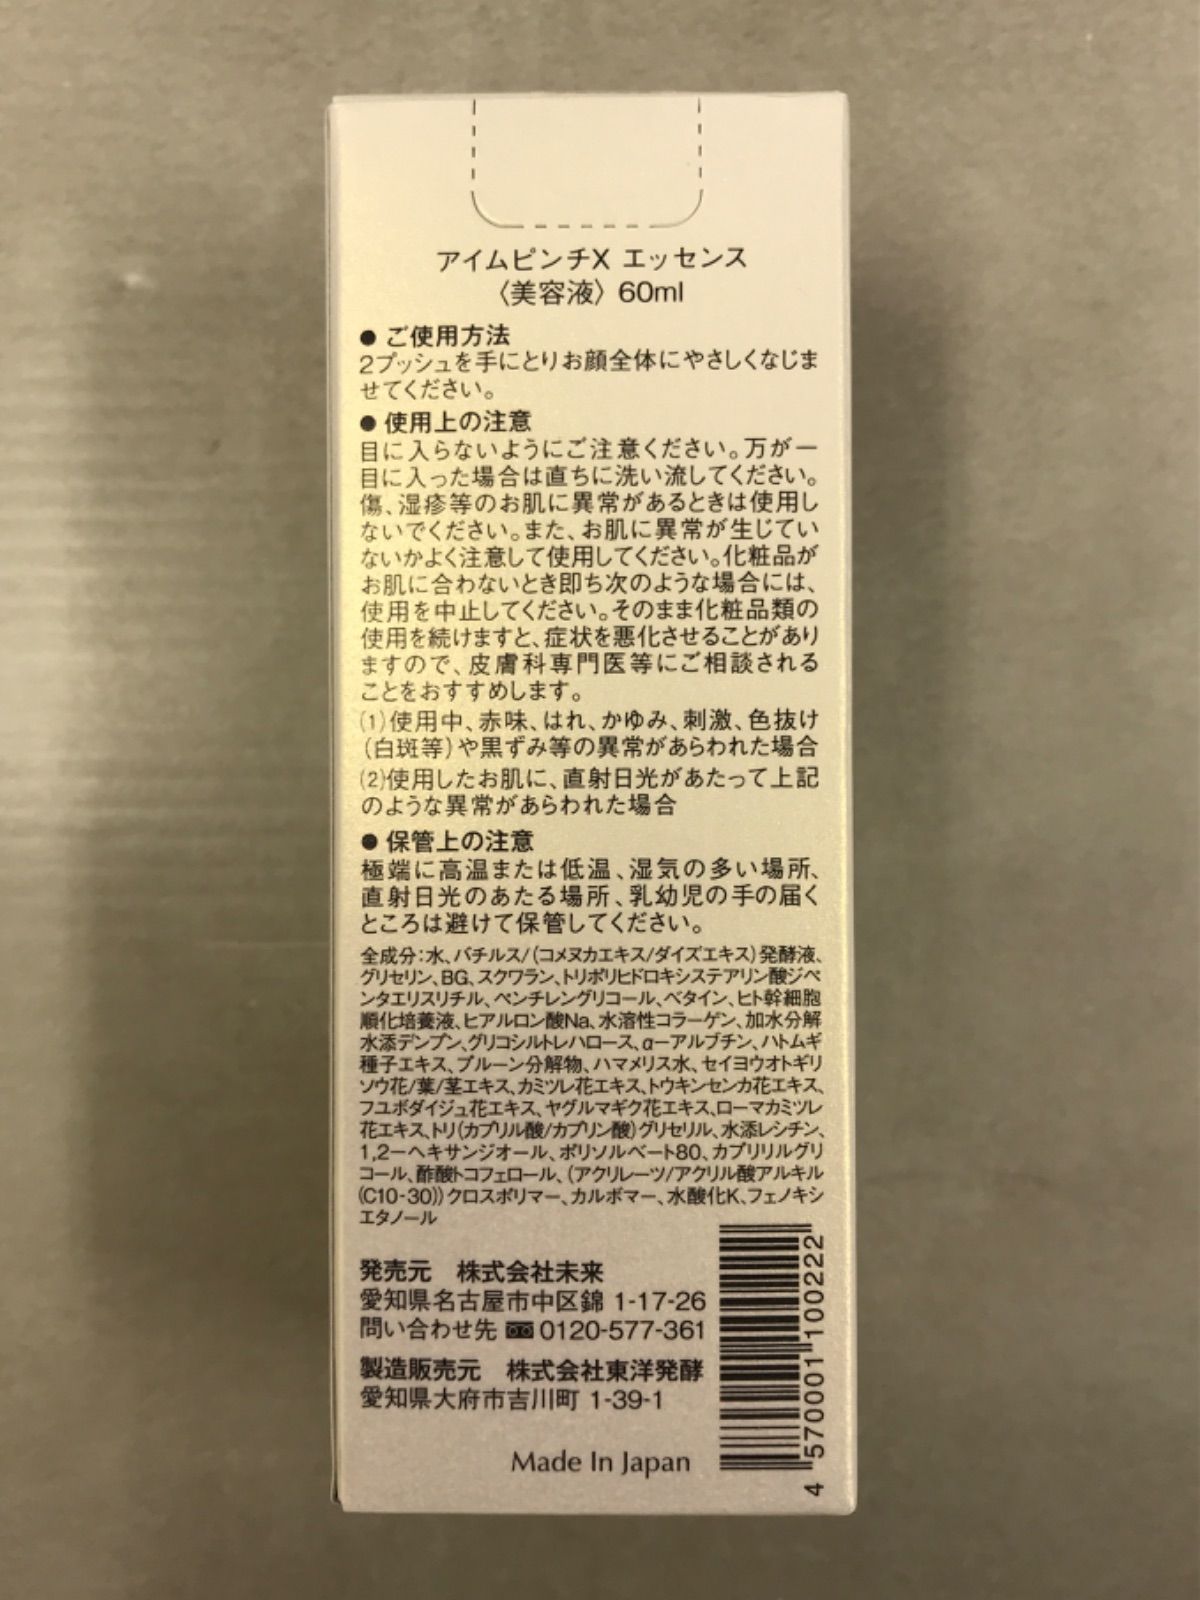 アイムピンチX エッセンス
〈美容液〉60ml
● ご使用方法
2プッシュを手にとりお顔全体にやさしくなじま
せてください。
● 使用上の注意
目に入らないようにご注意ください。万が一
目に入った場合は直ちに洗い流してください。
傷、湿疹等のお肌に異常があるときは使用し
ないでください。また、お肌に異常が生じてい
ないかよく注意して使用してください。化粧品が
お肌に合わないとき即ち次のような場合には、
使用を中止してください。そのまま化粧品類の
使用を続けますと、症状を悪化させることがあり
ますので、皮膚科専門医等にご相談される
ことをおすすめします。
(1)使用中、赤味、はれ、かゆみ、刺激、色抜け
(白斑等)や黒ずみ等の異常があらわれた場合
(2)使用したお肌に、直射日光があたって上記
のような異常があらわれた場合
● 保管上の注意
極端に高温または低温、湿気の多い場所、
直射日光のあたる場所、乳幼児の手の届く
ところは避けて保管してください。
全成分:水、バチルス/(コメヌカエキス/ダイズエキス)発酵液、
グリセリン、BG、スクワラン、トリポリヒドロキシステアリン酸ジペ
ンタエリスリチル、ペンチレングリコール、ベタイン、ヒト幹細胞
順化培養液、ヒアルロン酸Na、水溶性コラーゲン、加水分解
水添デンプン、グリコシルトレハロース、α-アルブチン、ハトムギ
種子エキス、プルーン分解物、ハマメリス水、セイヨウオトギリ
ソウ花/葉/茎エキス、カミツレ花エキス、トウキンセンカ花エキス、
フユボダイジュ花エキス、ヤグルマギク花エキス、ローマカミツレ
花エキス、トリ(カプリル酸/カプリン酸)グリセリル、水添レシチン、
1,2-ヘキサンジオール、ポリソルベート80、カプリリルグリ
コール、酢酸トコフェロール、(アクリレーツ/アクリル酸アルキル
(C10-30))クロスポリマー、カルボマー、水酸化K、フェノキシ
エタノール
発売元 株式会社未来
愛知県名古屋市中区錦 1-17-26
問い合わせ先 0120-577-361
製造販売元 株式会社東洋発酵
愛知県大府市吉川町 1-39-1
Made In Japan
4 570001 100222